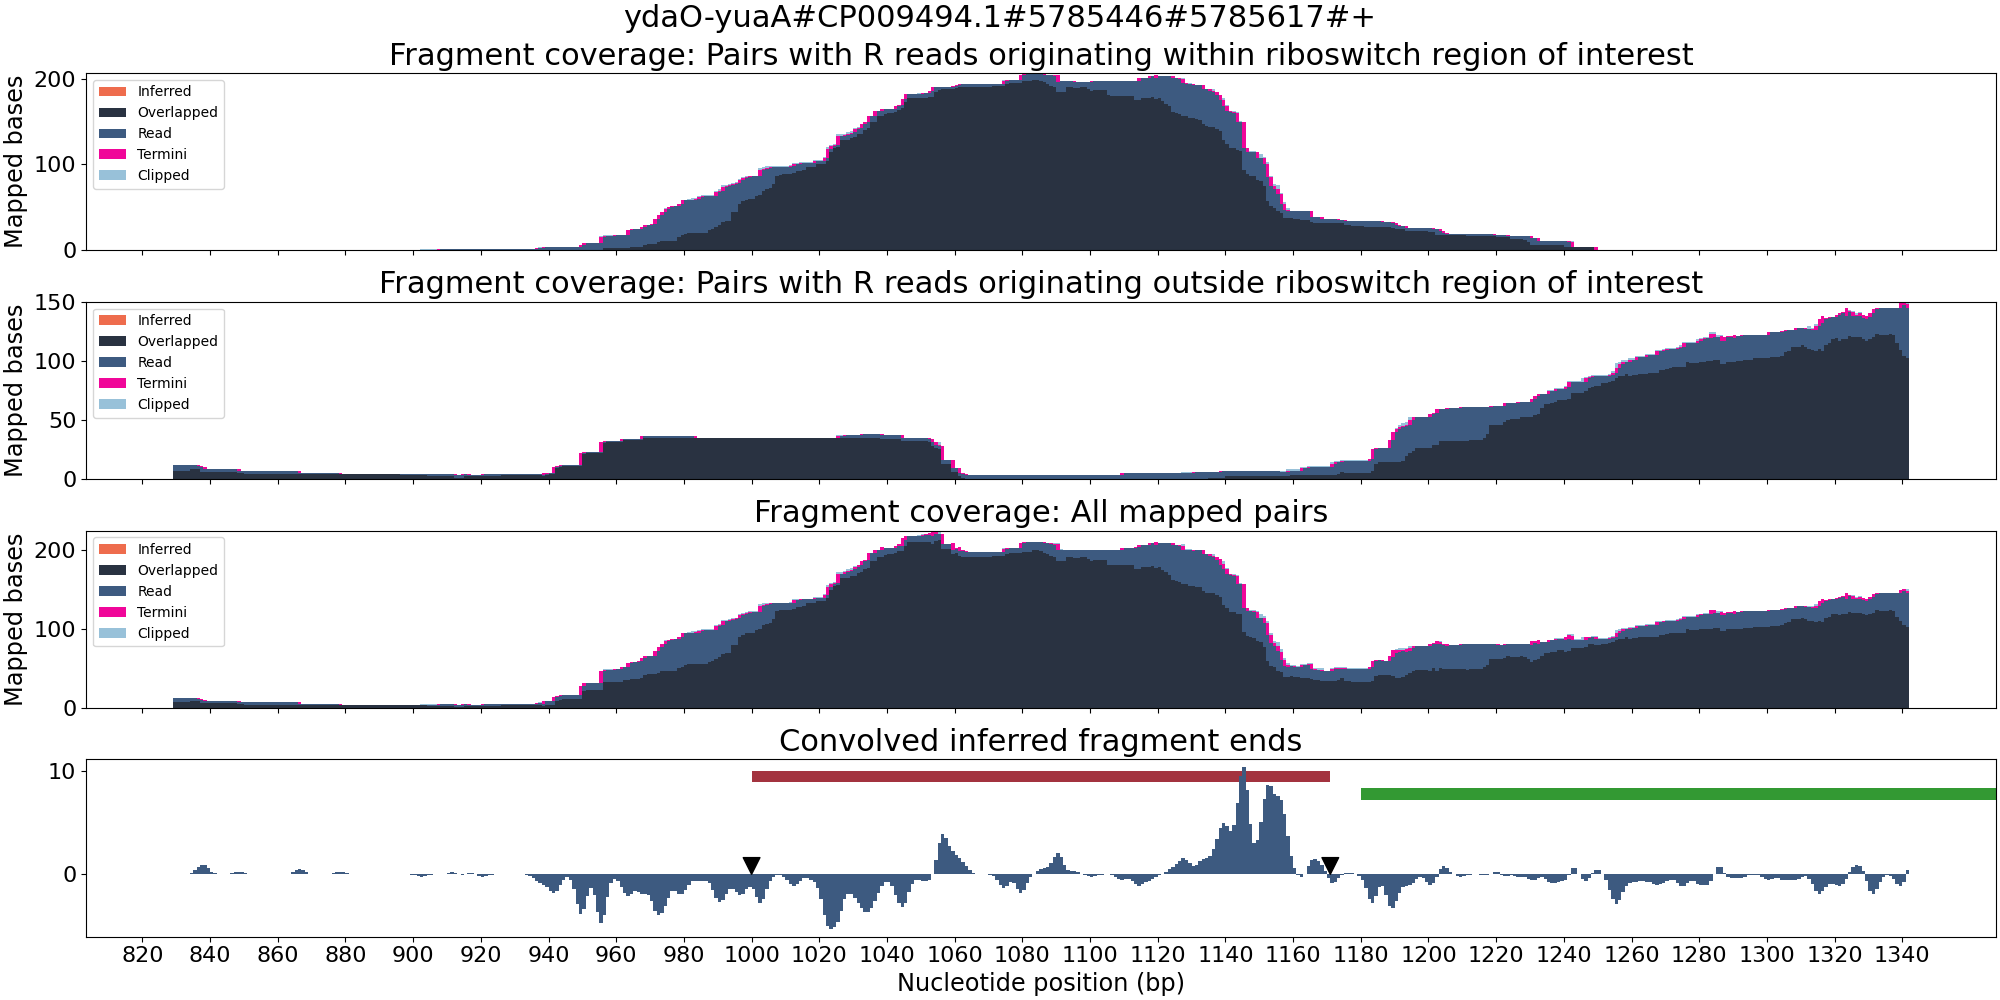 ydaO-yuaA#CP009494.1#5785446#5785617#+
Fragment coverage: Pairs with R reads originating within riboswitch region of interest
Mapped bases
200
100
0
Inferred
Overlapped
Read
Termini
Clipped
Fragment coverage: Pairs with R reads originating outside riboswitch region of interest
Mapped bases
150
100
50
0
Inferred
Overlapped
Read
Termini
Clipped
Fragment coverage: All mapped pairs
Mapped bases
200
100
0
Inferred
Overlapped
Read
Termini
Clipped
Convolved inferred fragment ends
10
0
820 840 860 880 900 920 940 960 980 1000 1020 1040 1060 1080 1100 1120 1140 1160 1180 1200 1220 1240 1260 1280 1300 1320 1340
Nucleotide position (bp)